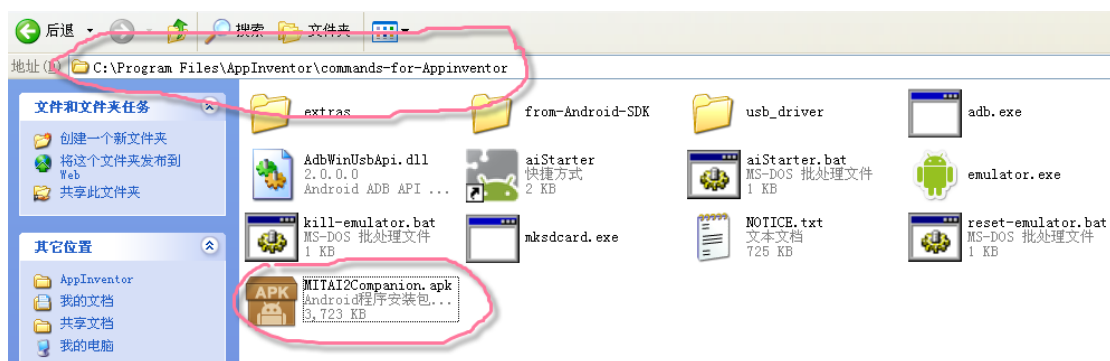 后退 搜索 文件夹
地址(D) C:\Program Files\AppInventor\commands-for-Appinventor
文件和文件夹任务
创建一个新文件夹
将这个文件夹发布到
Web
共享此文件夹
其它位置
AppInventor
我的文档
共享文档
我的电脑
extras
from-Android-SDK
usb_driver
adb.exe
AdbWinUsbApi.dll
2.0.0.0
Android ADB API ...
aiStarter
快捷方式
2 KB
aiStarter.bat
MS-DOS 批处理文件
1 KB
emulator.exe
kill-emulator.bat
MS-DOS 批处理文件
1 KB
mksdcard.exe
NOTICE.txt
文本文档
725 KB
reset-emulator.bat
MS-DOS 批处理文件
1 KB
APK
MITAI2Companion.apk
Android程序安装包...
3,723 KB